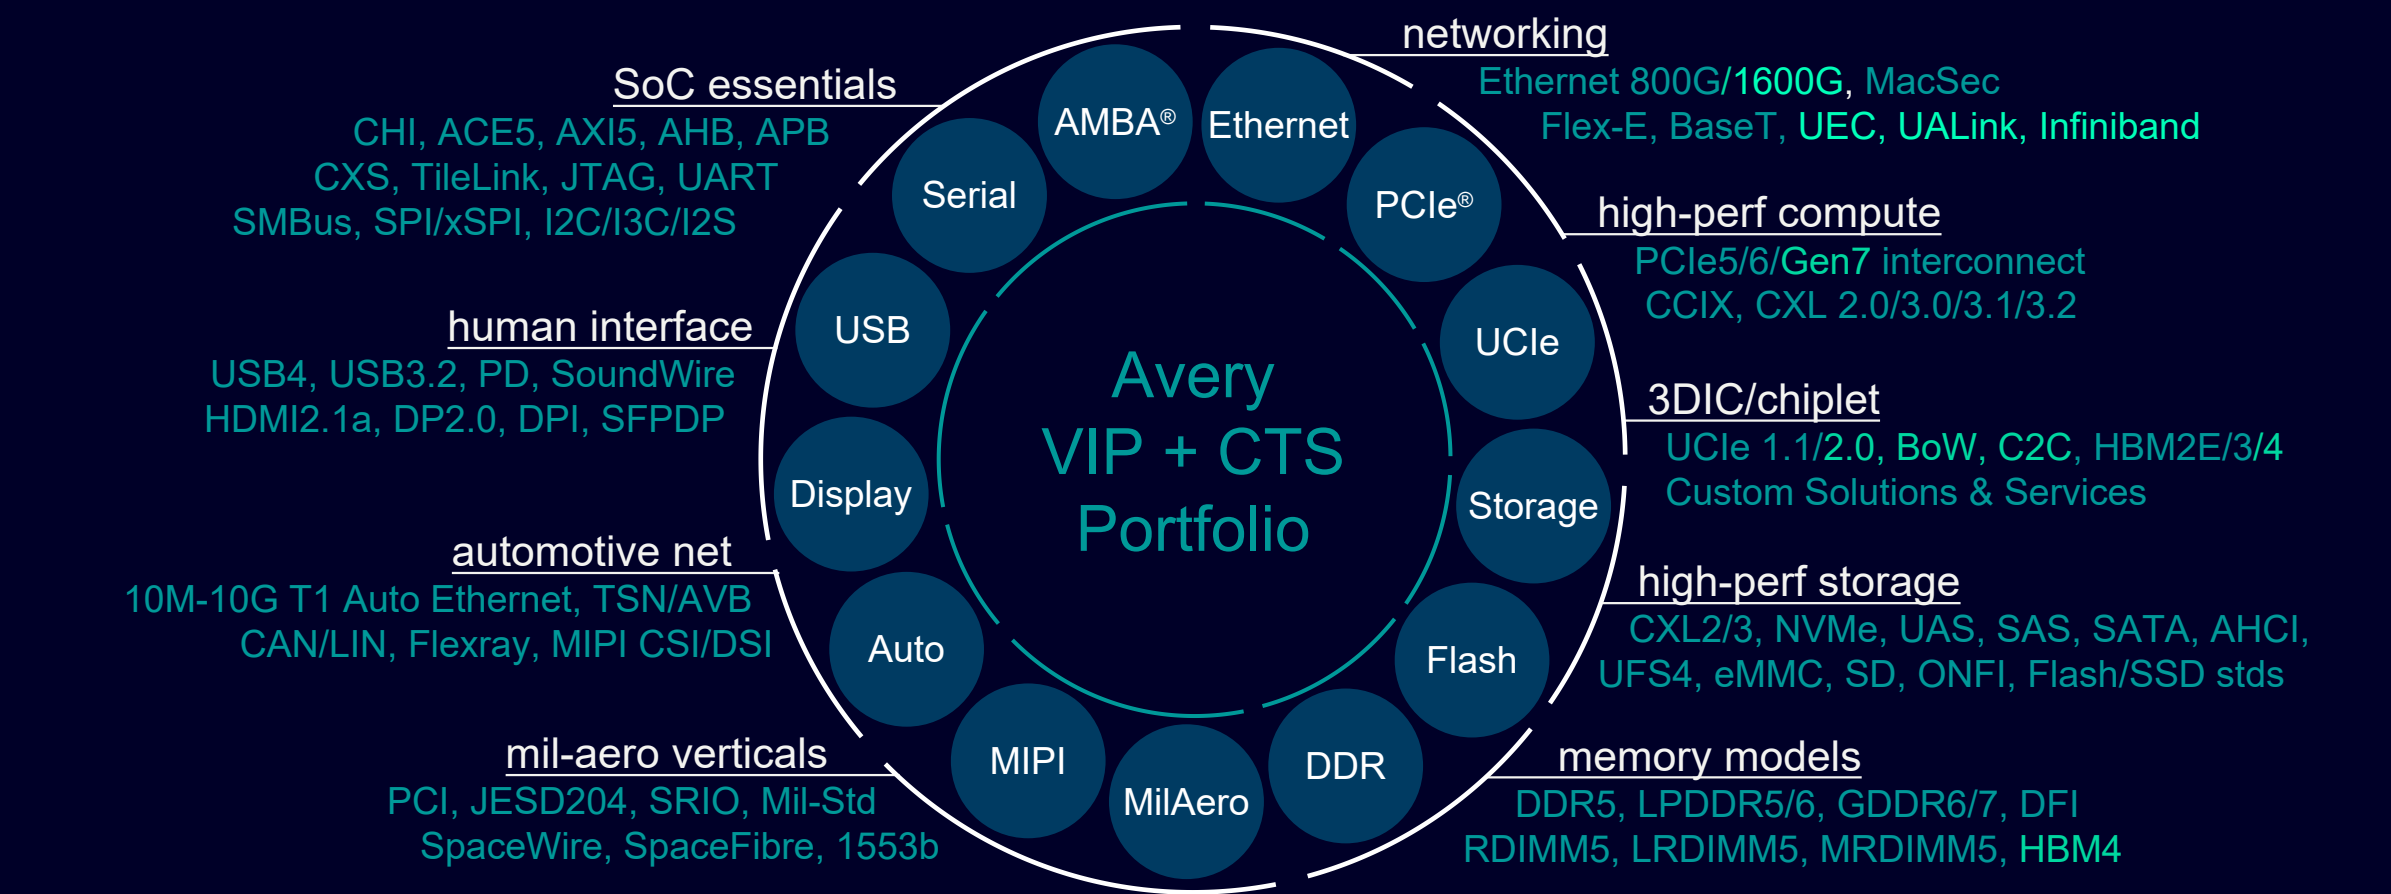 networking
Ethernet 800G/1600G, MacSec
Flex-E, BaseT, UEC, UALink, Infiniband
high-perf compute
PCIe5/6/Gen7 interconnect
CCIX, CXL 2.0/3.0/3.1/3.2
3DIC/chiplet
UCIe 1.1/2.0, BoW, C2C, HBM2E/3/4
Custom Solutions & Services
high-perf storage
CXL2/3, NVMe, UAS, SAS, SATA, AHCI,
UFS4, eMMC, SD, ONFI, Flash/SSD stds
memory models
DDR5, LPDDR5/6, GDDR6/7, DFI
RDIMM5, LRDIMM5, MRDIMM5, HBM4
SoC essentials
CHI, ACE5, AXI5, AHB, APB
CXS, TileLink, JTAG, UART
SMBus, SPI/xSPI, I2C/I3C/I2S
human interface
USB4, USB3.2, PD, SoundWire
HDMI2.1a, DP2.0, DPI, SFPDP
automotive net
10M-10G T1 Auto Ethernet, TSN/AVB
CAN/LIN, Flexray, MIPI CSI/DSI
mil-aero verticals
PCI, JESD204, SRIO, Mil-Std
SpaceWire, SpaceFibre, 1553b
AMBA®
Ethernet
PCIe®
UCIe
Storage
Flash
DDR
MilAero
MIPI
Auto
Display
USB
Serial
Avery
VIP + CTS
Portfolio